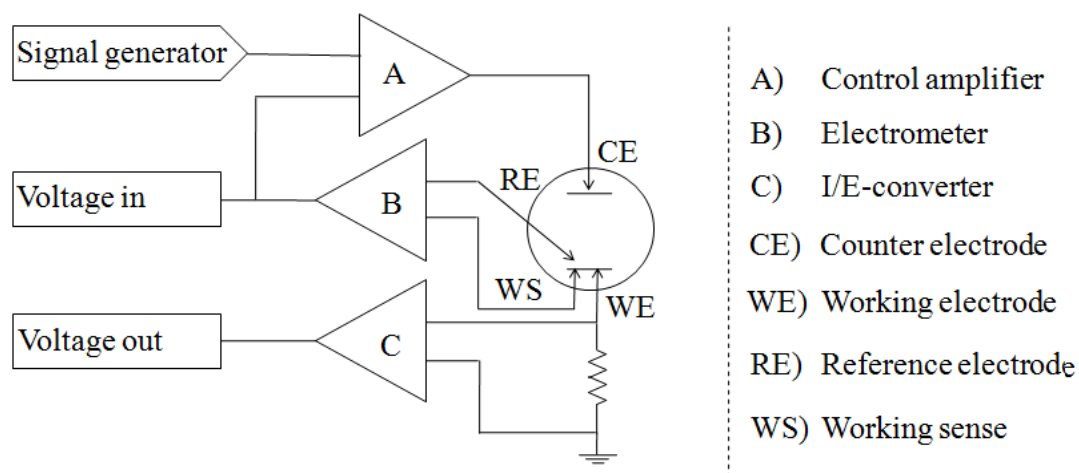 Signal generator
A
CE
RE
Voltage in
B
WS
WE
Voltage out
C
A) Control amplifier
B) Electrometer
C) I/E-converter
CE) Counter electrode
WE) Working electrode
RE) Reference electrode
WS) Working sense